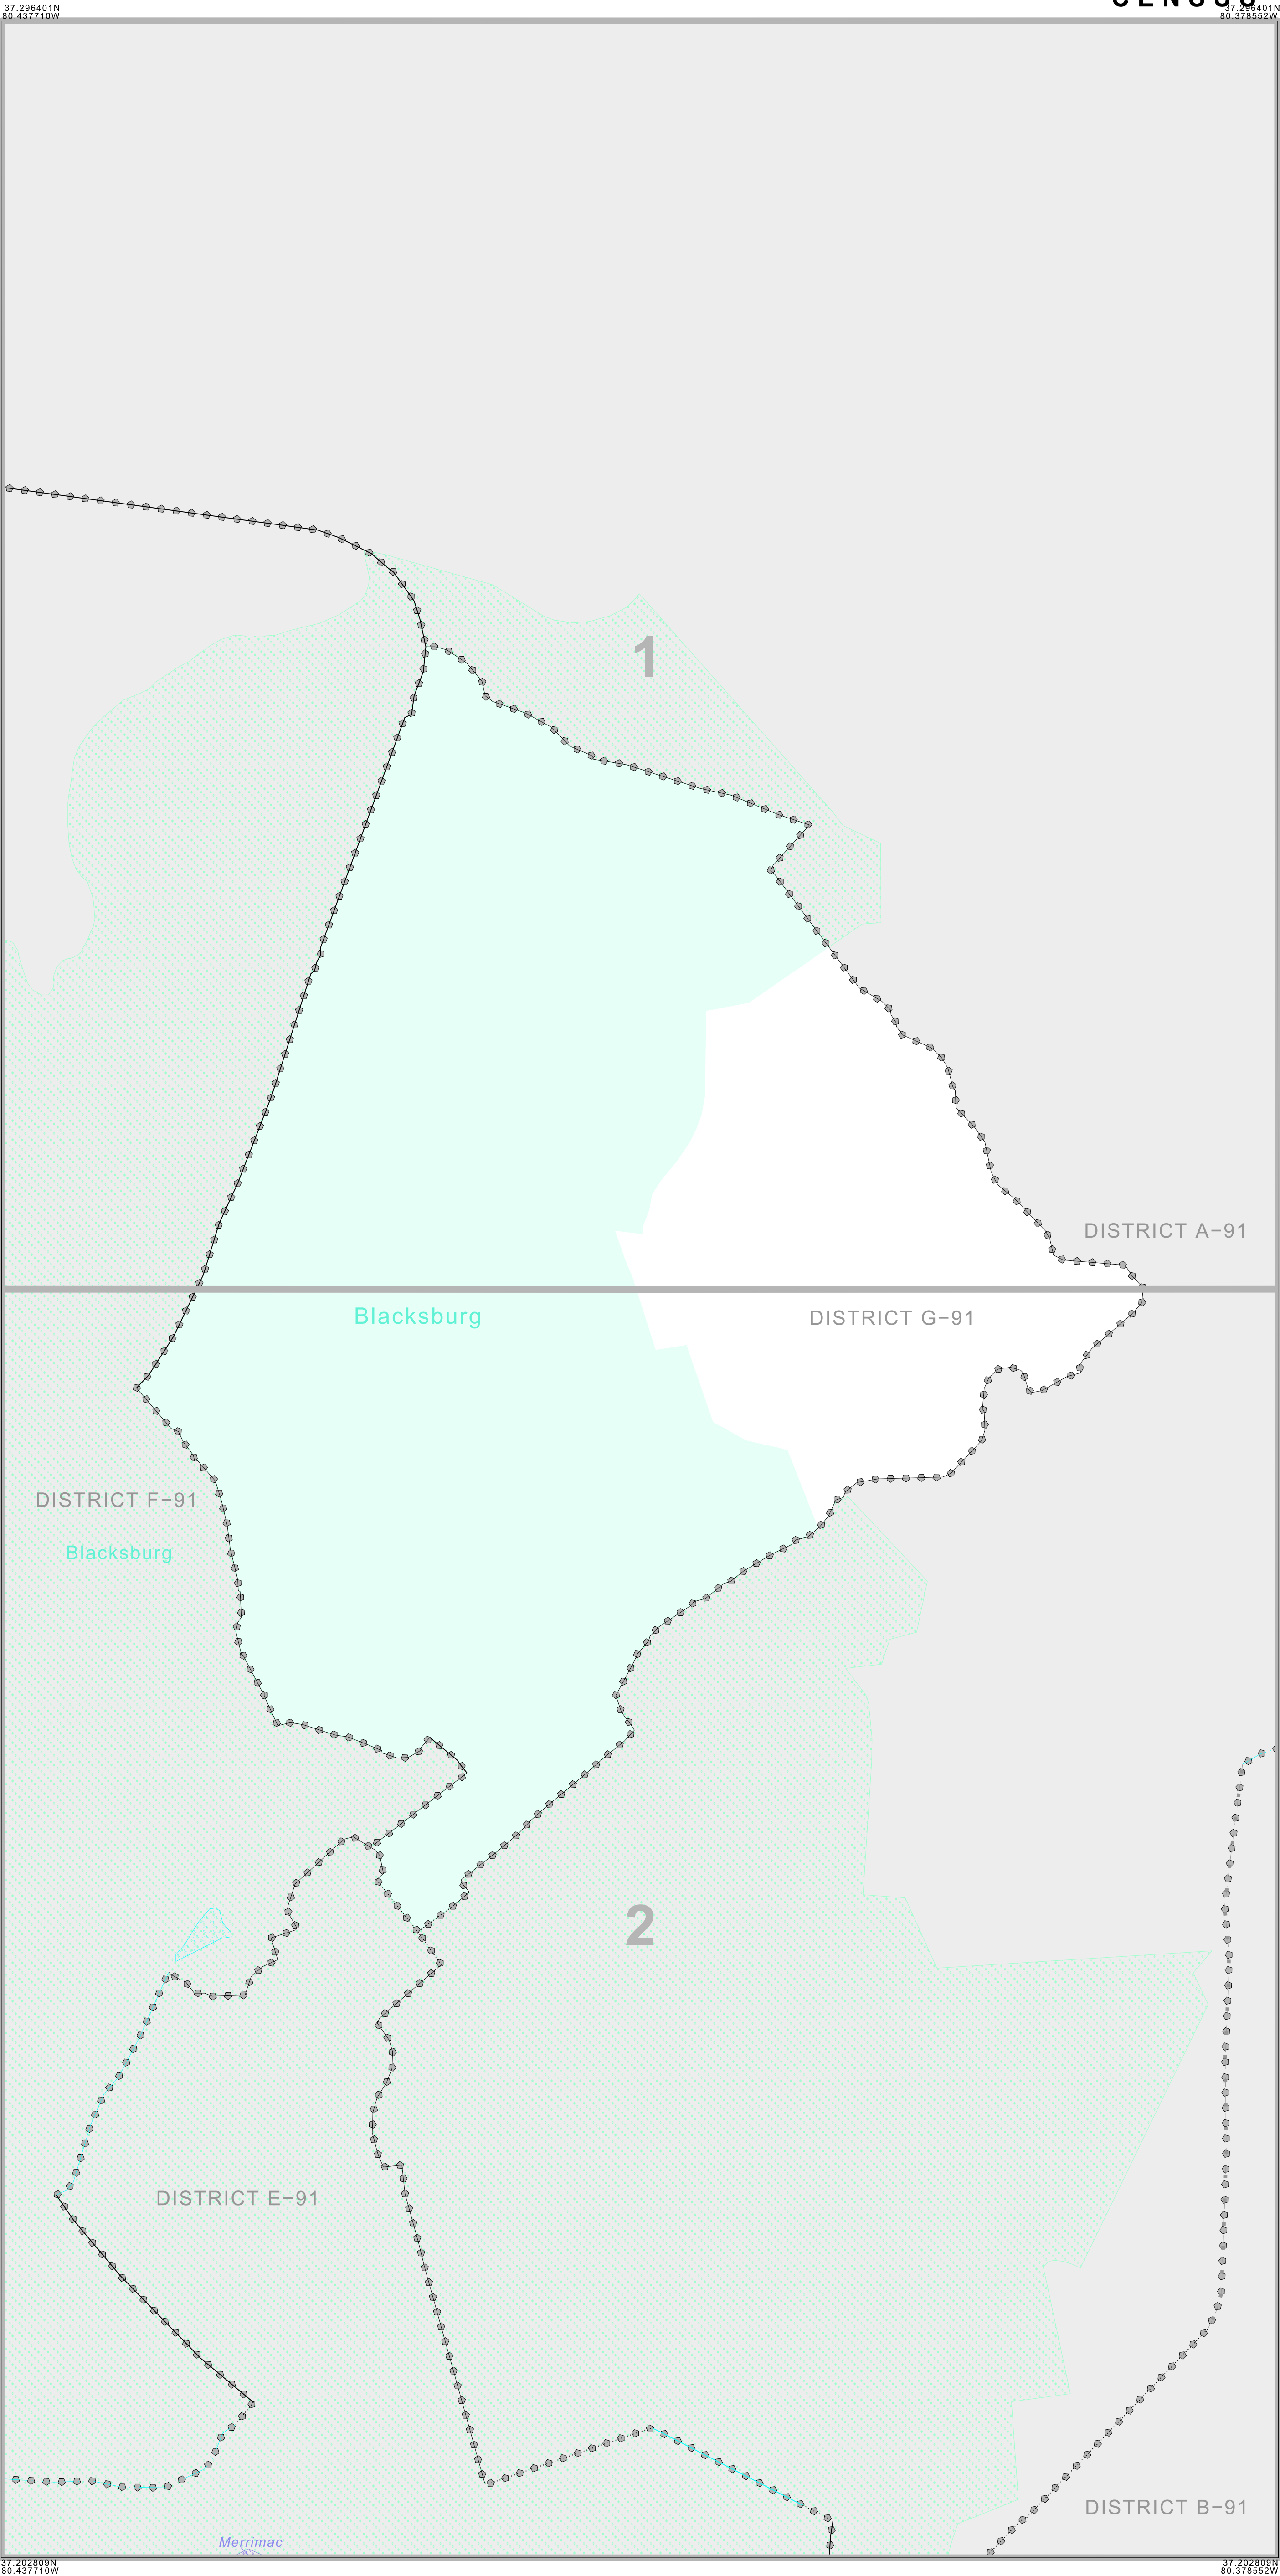 CENSUS
37.296401N
80.437710W
37.296401N
80.378552W
1
DISTRICT A−91
Blacksburg
DISTRICT G−91
DISTRICT F−91
Blacksburg
2
DISTRICT E−91
DISTRICT B−91
Merrimac
37.202809N
80.437710W
37.202809N
80.378552W